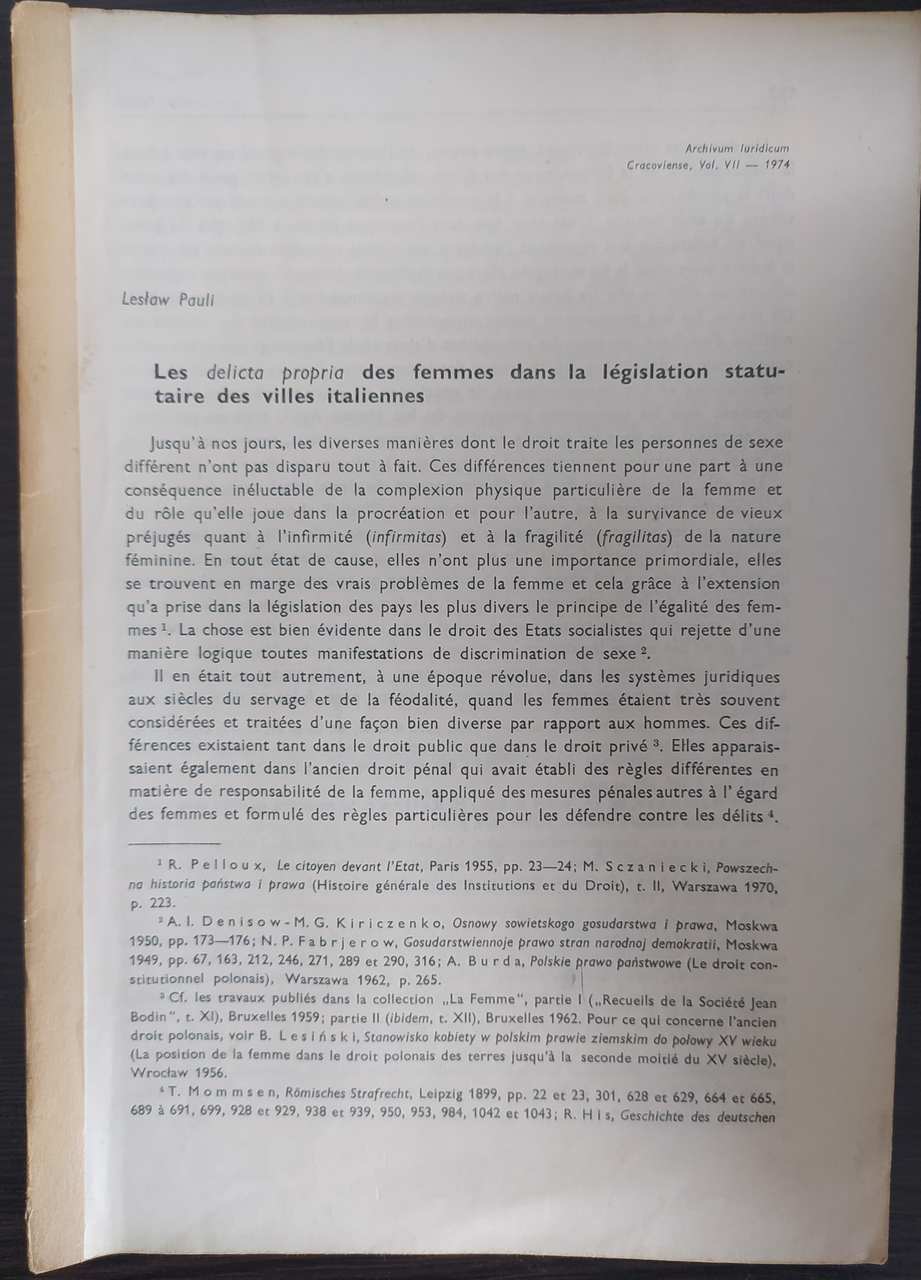 Archivum Iuridicum
Cracoviense, Vol. VII — 1974
Lesław Pauli
Les delicta propria des femmes dans la législation statu-
taire des villes italiennes
Jusqu'à nos jours, les diverses manières dont le droit traite les personnes de sexe
différent n'ont pas disparu tout à fait. Ces différences tiennent pour une part à une
conséquence inéluctable de la complexion physique particulière de la femme et
du rôle qu'elle joue dans la procréation et pour l'autre, à la survivance de vieux
préjugés quant à l'infirmité (infirmitas) et à la fragilité (fragilitas) de la nature
féminine. En tout état de cause, elles n'ont plus une importance primordiale, elles
se trouvent en marge des vrais problèmes de la femme et cela grâce à l'extension
qu'a prise dans la législation des pays les plus divers le principe de l'égalité des fem-
mes ¹. La chose est bien évidente dans le droit des Etats socialistes qui rejette d'une
manière logique toutes manifestations de discrimination de sexe ².
Il en était tout autrement, à une époque révolue, dans les systèmes juridiques
aux siècles du servage et de la féodalité, quand les femmes étaient très souvent
considérées et traitées d'une façon bien diverse par rapport aux hommes. Ces dif-
férences existaient tant dans le droit public que dans le droit privé ³. Elles apparais-
saient également dans l'ancien droit pénal qui avait établi des règles différentes en
matière de responsabilité de la femme, appliqué des mesures pénales autres à l'égard
des femmes et formulé des règles particulières pour les défendre contre les délits ⁴.
¹ R. Pelloux, Le citoyen devant l'Etat, Paris 1955, pp. 23—24; M. Sczaniecki, Powszech-
na historia państwa i prawa (Histoire générale des Institutions et du Droit), t. II, Warszawa 1970,
p. 223.
² A. I. Denisow-M. G. Kiriczenko, Osnowy sowietskogo gosudarstwa i prawa, Moskwa
1950, pp. 173—176; N. P. Fabrjerow, Gosudarstwiennoje prawo stran narodnoj demokratii, Moskwa
1949, pp. 67, 163, 212, 246, 271, 289 et 290, 316; A. Burda, Polskie prawo państwowe (Le droit con-
stitutionnel polonais), Warszawa 1962, p. 265.
³ Cf. les travaux publiés dans la collection „La Femme", partie I („Recueils de la Société Jean
Bodin", t. XI), Bruxelles 1959; partie II (ibidem, t. XII), Bruxelles 1962. Pour ce qui concerne l'ancien
droit polonais, voir B. Lesiński, Stanowisko kobiety w polskim prawie ziemskim do połowy XV wieku
(La position de la femme dans le droit polonais des terres jusqu'à la seconde moitié du XV siècle),
Wrocław 1956.
⁴ T. Mommsen, Römisches Strafrecht, Leipzig 1899, pp. 22 et 23, 301, 628 et 629, 664 et 665,
689 à 691, 699, 928 et 929, 938 et 939, 950, 953, 984, 1042 et 1043; R. His, Geschichte des deutschen